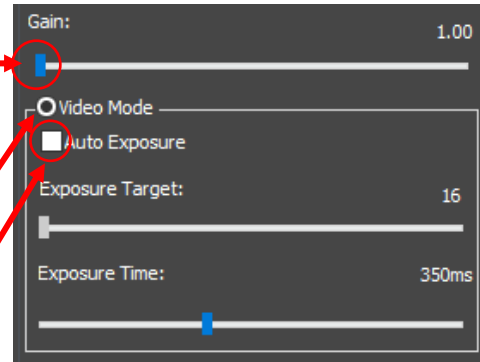 Gain:
1.00
Video Mode
Auto Exposure
Exposure Target:
16
Exposure Time:
350ms